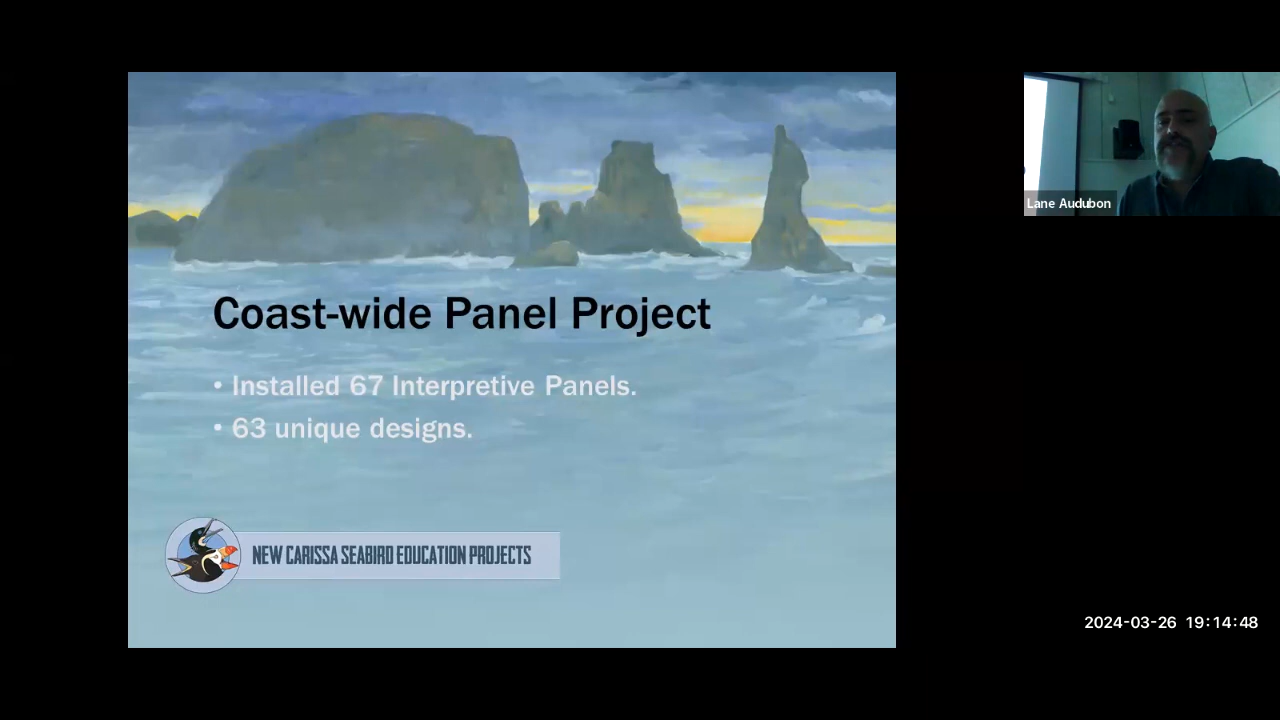 Coast-wide Panel Project
• Installed 67 Interpretive Panels.
• 63 unique designs.
NEW CARISSA SEABIRD EDUCATION PROJECTS
Lane Audubon
2024-03-26 19:14:48